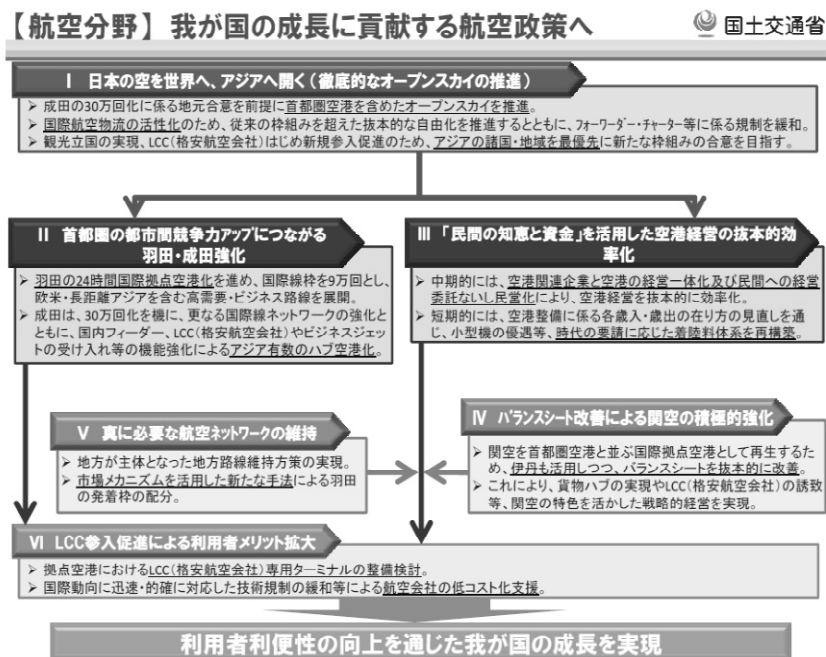 【航空分野】我が国の成長に貢献する航空政策へ
国土交通省
Ⅰ 日本の空を世界へ、アジアへ開く（徹底的なオープンスカイの推進）
➢ 成田の30万回化に係る地元合意を前提に首都圏空港を含めたオープンスカイを推進。
➢ 国際航空物流の活性化のため、従来の枠組みを超えた抜本的な自由化を推進するとともに、フォーワーダー・チャーター等に係る規制を緩和。
➢ 観光立国の実現、LCC（格安航空会社）はじめ新規参入促進のため、アジアの諸国・地域を最優先に新たな枠組みの合意を目指す。
Ⅱ 首都圏の都市間競争力アップにつながる
羽田・成田強化
➢ 羽田の24時間国際拠点空港化を進め、国際線枠を9万回とし、
欧米・長距離アジアを含む高需要・ビジネス路線を展開。
➢ 成田は、30万回化を機に、更なる国際線ネットワークの強化と
ともに、国内フィーダー、LCC（格安航空会社）やビジネスジェッ
トの受け入れ等の機能強化によるアジア有数のハブ空港化。
Ⅲ 「民間の知恵と資金」を活用した空港経営の抜本的効
率化
➢ 中期的には、空港関連企業と空港の経営一体化及び民間への経営
委託ないし民営化により、空港経営を抜本的に効率化。
➢ 短期的には、空港整備に係る各歳入・歳出の在り方の見直しを通
じ、小型機の優遇等、時代の要請に応じた着陸料体系を再構築。
Ⅴ 真に必要な航空ネットワークの維持
➢ 地方が主体となった地方路線維持方策の実現。
➢ 市場メカニズムを活用した新たな手法による羽田
の発着枠の配分。
Ⅳ バランスシート改善による関空の積極的強化
➢ 関空を首都圏空港と並ぶ国際拠点空港として再生するた
め、伊丹も活用しつつ、バランスシートを抜本的に改善。
➢ これにより、貨物ハブの実現やLCC（格安航空会社）の誘致
等、関空の特色を活かした戦略的経営を実現。
Ⅵ LCC参入促進による利用者メリット拡大
➢ 拠点空港におけるLCC（格安航空会社）専用ターミナルの整備検討。
➢ 国際動向に迅速・的確に対応した技術規制の緩和等による航空会社の低コスト化支援。
利用者利便性の向上を通じた我が国の成長を実現